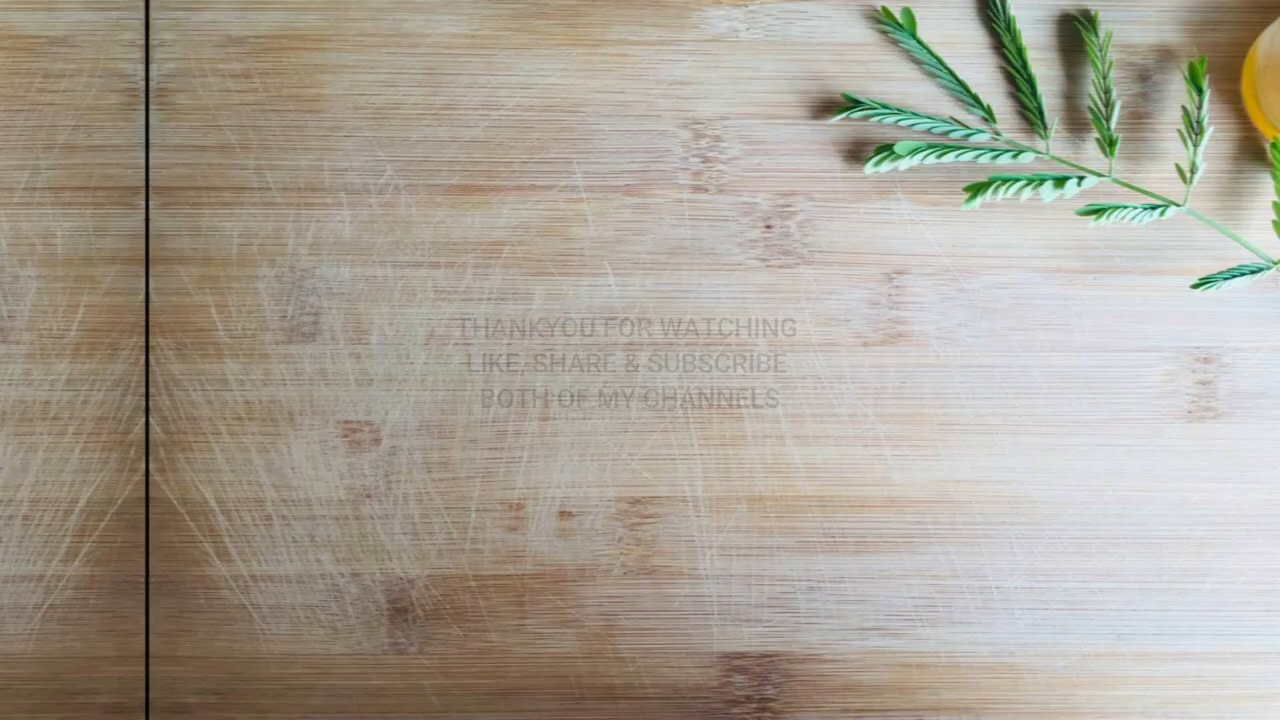 THANKYOU FOR WATCHING
LIKE, SHARE & SUBSCRIBE
BOTH OF MY CHANNELS